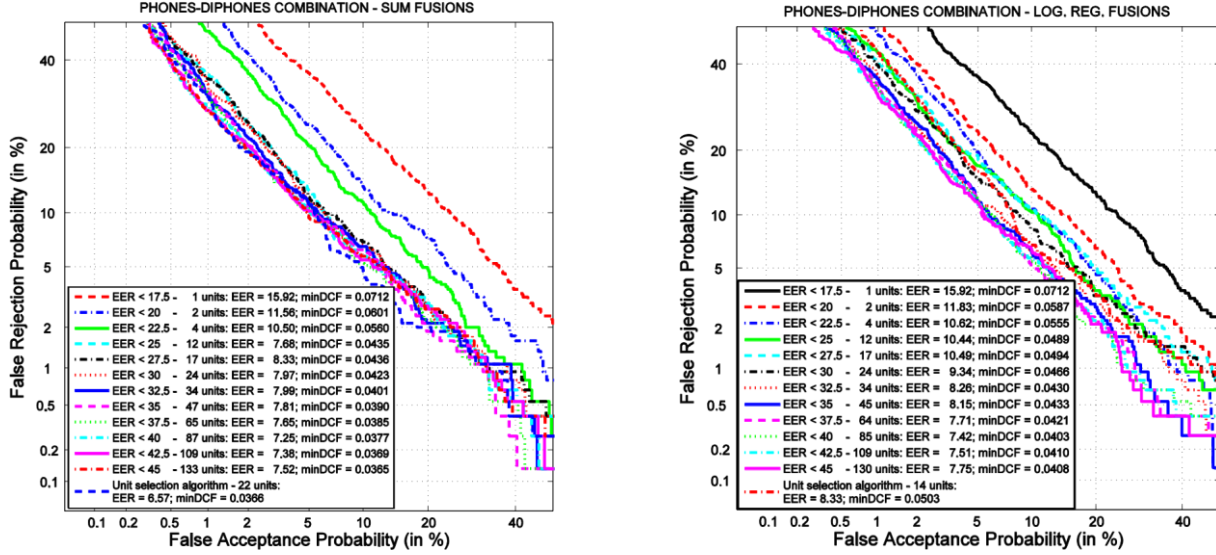 PHONES-DIPHONES COMBINATION - SUM FUSIONS
False Rejection Probability (in %)
40
20
10
5
2
1
0.5
0.2
0.1
EER < 17.5 - 1 units: EER = 15.92; minDCF = 0.0712
EER < 20 - 2 units: EER = 11.56; minDCF = 0.0601
EER < 22.5 - 4 units: EER = 10.50; minDCF = 0.0560
EER < 25 - 12 units: EER = 7.68; minDCF = 0.0435
EER < 27.5 - 17 units: EER = 8.33; minDCF = 0.0436
EER < 30 - 24 units: EER = 7.97; minDCF = 0.0423
EER < 32.5 - 34 units: EER = 7.99; minDCF = 0.0401
EER < 35 - 47 units: EER = 7.81; minDCF = 0.0390
EER < 37.5 - 65 units: EER = 7.65; minDCF = 0.0385
EER < 40 - 87 units: EER = 7.25; minDCF = 0.0377
EER < 42.5 - 109 units: EER = 7.38; minDCF = 0.0369
EER < 45 - 133 units: EER = 7.52; minDCF = 0.0365
Unit selection algorithm - 22 units:
EER = 6.57; minDCF = 0.0366
0.1 0.2 0.5 1 2 5 10 20 40
False Acceptance Probability (in %)
PHONES-DIPHONES COMBINATION - LOG. REG. FUSIONS
False Rejection Probability (in %)
40
20
10
5
2
1
0.5
0.2
0.1
EER < 17.5 - 1 units: EER = 15.92; minDCF = 0.0712
EER < 20 - 2 units: EER = 11.83; minDCF = 0.0587
EER < 22.5 - 4 units: EER = 10.62; minDCF = 0.0555
EER < 25 - 12 units: EER = 10.44; minDCF = 0.0489
EER < 27.5 - 17 units: EER = 10.49; minDCF = 0.0494
EER < 30 - 24 units: EER = 9.34; minDCF = 0.0466
EER < 32.5 - 34 units: EER = 8.26; minDCF = 0.0430
EER < 35 - 45 units: EER = 8.15; minDCF = 0.0433
EER < 37.5 - 64 units: EER = 7.71; minDCF = 0.0421
EER < 40 - 85 units: EER = 7.42; minDCF = 0.0403
EER < 42.5 - 109 units: EER = 7.51; minDCF = 0.0410
EER < 45 - 130 units: EER = 7.75; minDCF = 0.0408
Unit selection algorithm - 14 units:
EER = 8.33; minDCF = 0.0503
0.1 0.2 0.5 1 2 5 10 20 40
False Acceptance Probability (in %)